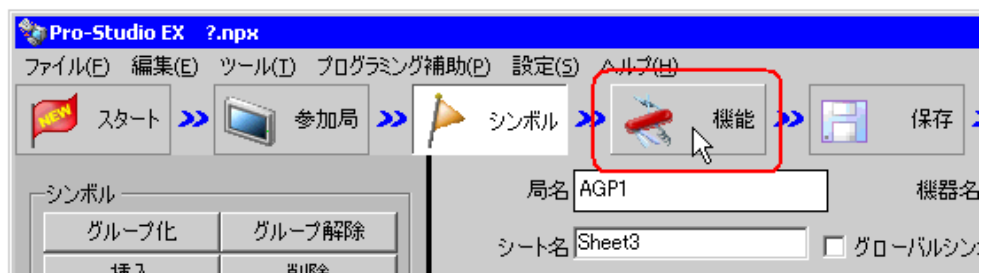 Pro-Studio EX ?.npx
ファイル(F) 編集(E) ツール(T) プログラミング補助(P) 設定(S) ヘルプ(H)
NEW スタート 参加局 シンボル 機能 保存
シンボル
グループ化 グループ解除
挿入 削除
局名 AGP1 機器名
シート名 Sheet3 グローバルシン